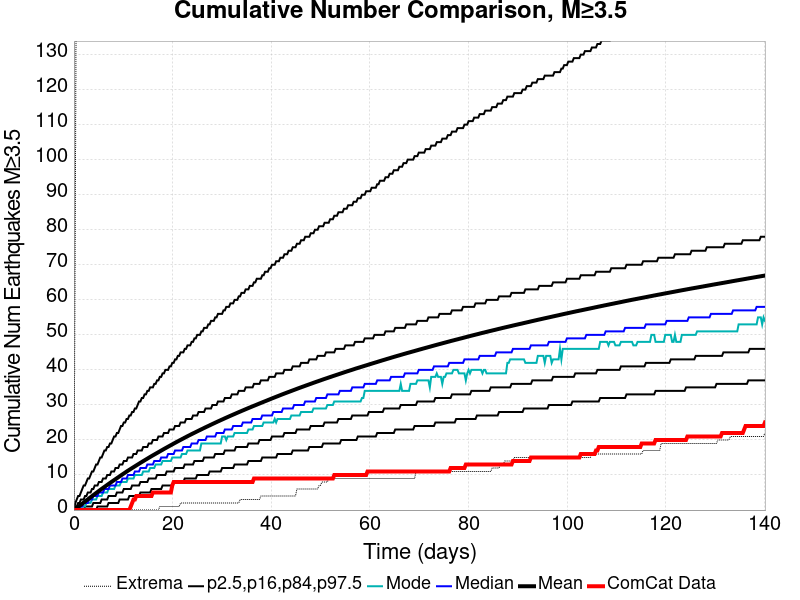 Cumulative Number Comparison, M≥3.5
Cumulative Num Earthquakes M≥3.5
130
120
110
100
90
80
70
60
50
40
30
20
10
0
0 20 40 60 80 100 120 140
Time (days)
Extrema p2.5,p16,p84,p97.5 Mode Median Mean ComCat Data